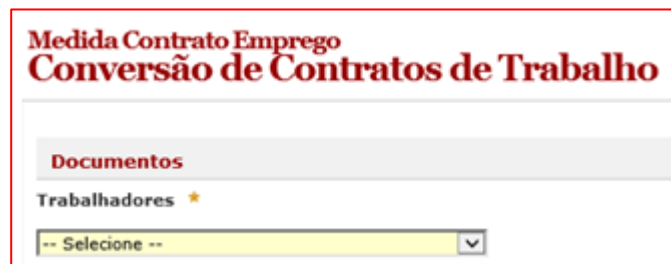 Medida Contrato Emprego
Conversão de Contratos de Trabalho
Documentos
Trabalhadores *
-- Selecione --